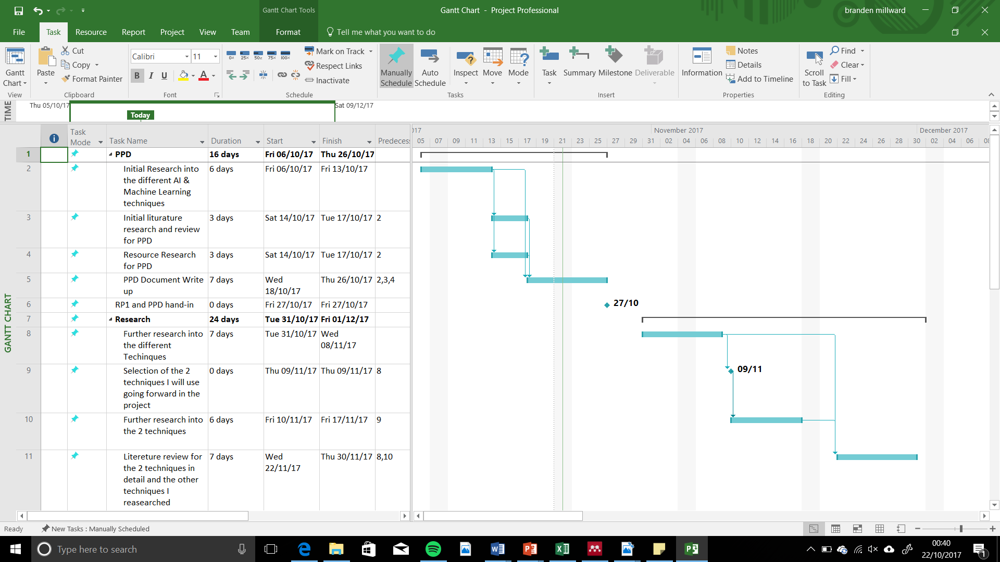 Gantt Chart Tools
Gantt Chart - Project Professional
branden millward
File
Task
Resource
Report
Project
View
Team
Format
Tell me what you want to do
Gantt
Chart
View
Paste
Cut
Copy
Format Painter
Clipboard
Calibri
11
B I U
A
Font
0% 25% 50% 75% 100%
Mark on Track
Respect Links
Inactivate
Schedule
Manually
Schedule
Auto
Schedule
Inspect
Move
Mode
Tasks
Task
Summary
Milestone
Deliverable
Insert
Information
Notes
Details
Add to Timeline
Properties
Scroll
to Task
Find
Clear
Fill
Editing
TIME
Thu 05/10/17
Today
Sat 09/12/17
GANTT CHART
Task
Mode
Task Name
Duration
Start
Finish
Predecess
017
November 2017
December 2017
05 07 09 11 13 15 17 19 21 23 25 27 29 31 02 04 06 08 10 12 14 16 18 20 22 24 26 28 30 02 04 06 08
1 PPD 16 days Fri 06/10/17 Thu 26/10/17
2 Initial Research into 6 days Fri 06/10/17 Fri 13/10/17
the different AI &
Machine Learning
techniques
3 Initial liturature 3 days Sat 14/10/17 Tue 17/10/17 2
research and review
for PPD
4 Resource Research 3 days Sat 14/10/17 Tue 17/10/17 2
for PPD
5 PPD Document Write 7 days Wed Thu 26/10/17 2,3,4
up 18/10/17
6 RP1 and PPD hand-in 0 days Fri 27/10/17 Fri 27/10/17
27/10
7 Research 24 days Tue 31/10/17 Fri 01/12/17
8 Further research into 7 days Tue 31/10/17 Wed
the different 08/11/17
Techinques
9 Selection of the 2 0 days Thu 09/11/17 Thu 09/11/17 8
09/11
techniques I will use
going forward in the
project
10 Further research into 6 days Fri 10/11/17 Fri 17/11/17 9
the 2 techniques
11 Litereture review for 7 days Wed Thu 30/11/17 8,10
the 2 techniques in 22/11/17
detail and the other
techniques I
reasearched
Ready
New Tasks : Manually Scheduled
Type here to search
00:40
22/10/2017
1